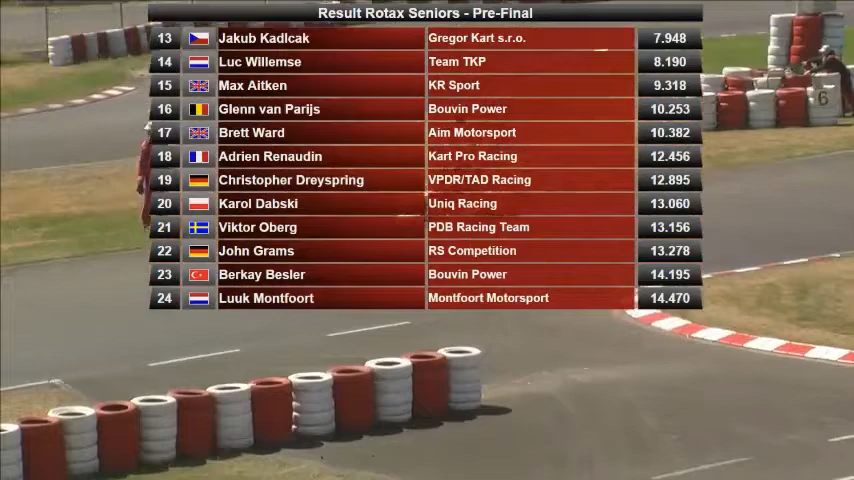 Result Rotax Seniors - Pre-Final
13 Jakub Kadlcak Gregor Kart s.r.o. 7.948
14 Luc Willemse Team TKP 8.190
15 Max Aitken KR Sport 9.318
16 Glenn van Parijs Bouvin Power 10.253
17 Brett Ward Aim Motorsport 10.382
18 Adrien Renaudin Kart Pro Racing 12.456
19 Christopher Dreyspring VPDR/TAD Racing 12.895
20 Karol Dabski Uniq Racing 13.060
21 Viktor Oberg PDB Racing Team 13.156
22 John Grams RS Competition 13.278
23 Berkay Besler Bouvin Power 14.195
24 Luuk Montfoort Montfoort Motorsport 14.470
6